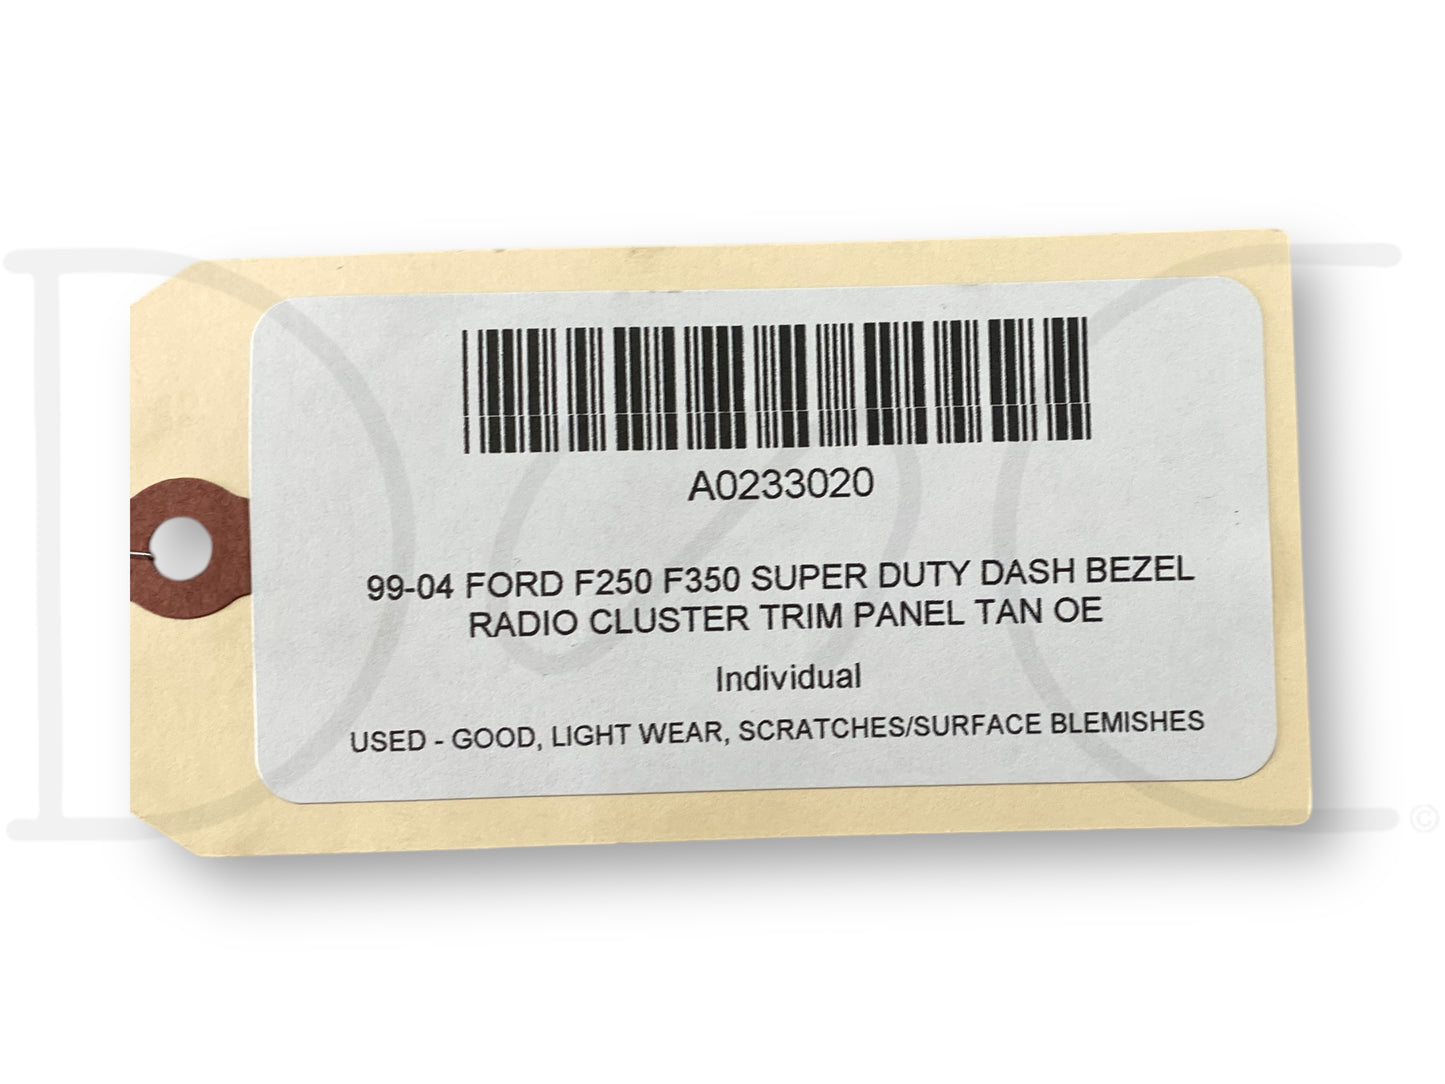 A0233020
99-04 FORD F250 F350 SUPER DUTY DASH BEZEL
RADIO CLUSTER TRIM PANEL TAN OE
Individual
USED - GOOD, LIGHT WEAR, SCRATCHES/SURFACE BLEMISHES
©